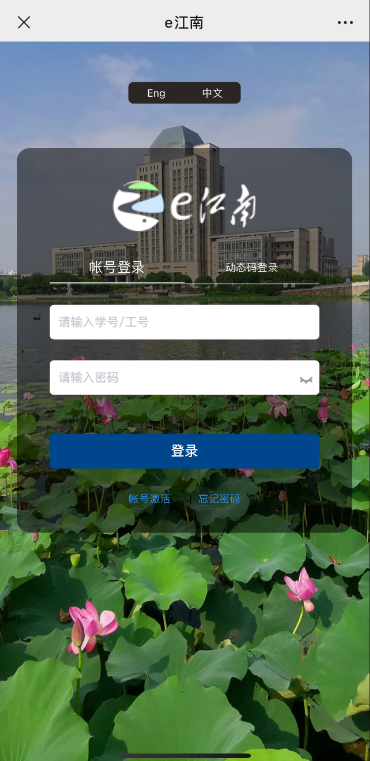 e江南
Eng 中文
e江南
帐号登录 动态码登录
请输入学号/工号
请输入密码
登录
帐号激活 忘记密码